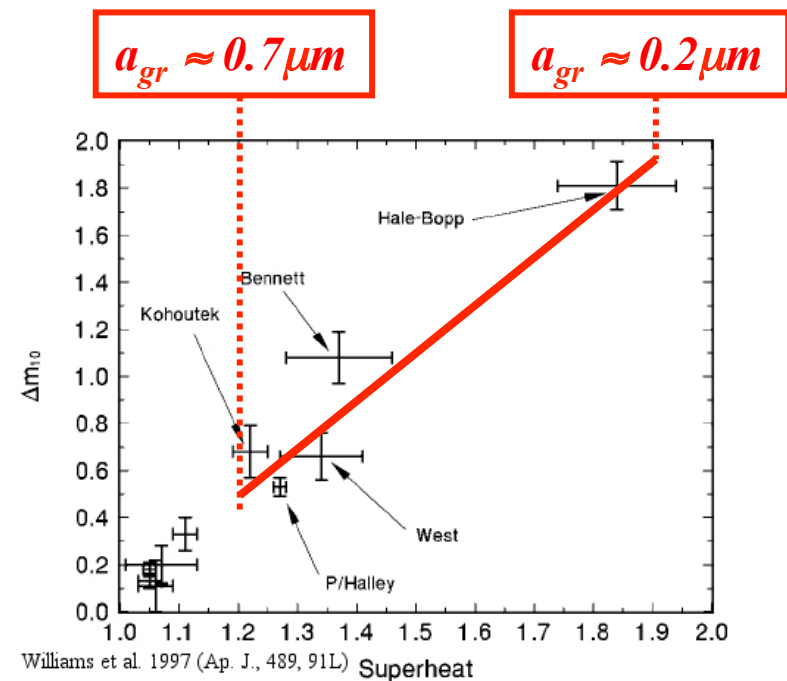 a_gr ≈ 0.7μm
a_gr ≈ 0.2μm
2.0
1.8
1.6
1.4
1.2
1.0
0.8
0.6
0.4
0.2
0.0
Δm₁₀
Hale-Bopp
Bennett
Kohoutek
West
P/Halley
1.0 1.1 1.2 1.3 1.4 1.5 1.6 1.7 1.8 1.9 2.0
Williams et al. 1997 (Ap. J., 489, 91L)
Superheat